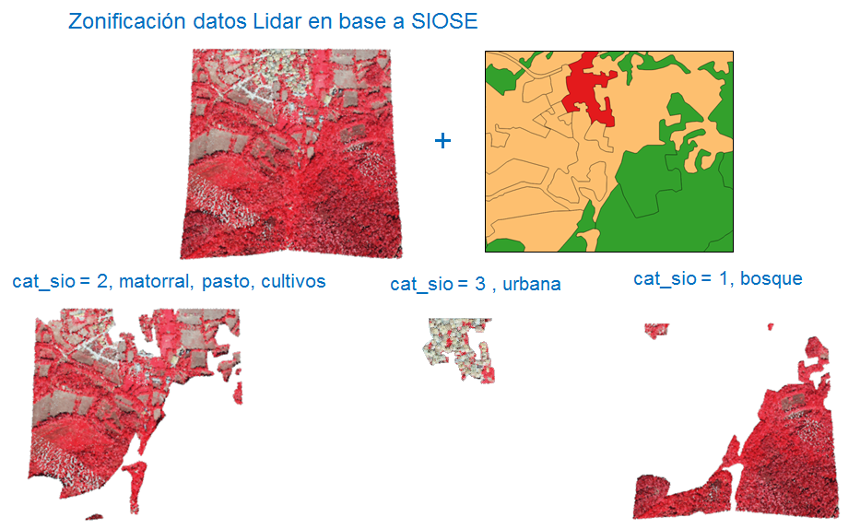 Zonificación datos Lidar en base a SIOSE
+
cat_sio = 2, matorral, pasto, cultivos
cat_sio = 3 , urbana
cat_sio = 1, bosque